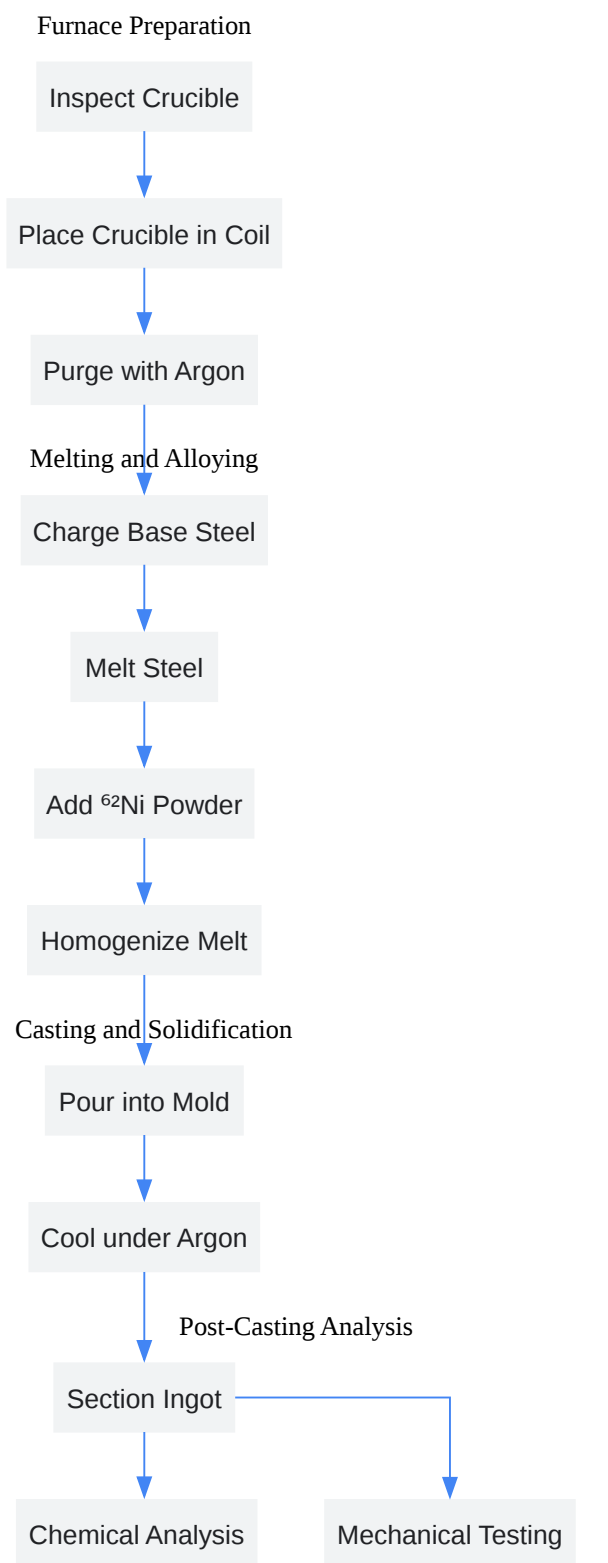 Furnace Preparation
Inspect Crucible
Place Crucible in Coil
Purge with Argon
Melting and Alloying
Charge Base Steel
Melt Steel
Add ⁶²Ni Powder
Homogenize Melt
Casting and Solidification
Pour into Mold
Cool under Argon
Post-Casting Analysis
Section Ingot
Chemical Analysis
Mechanical Testing